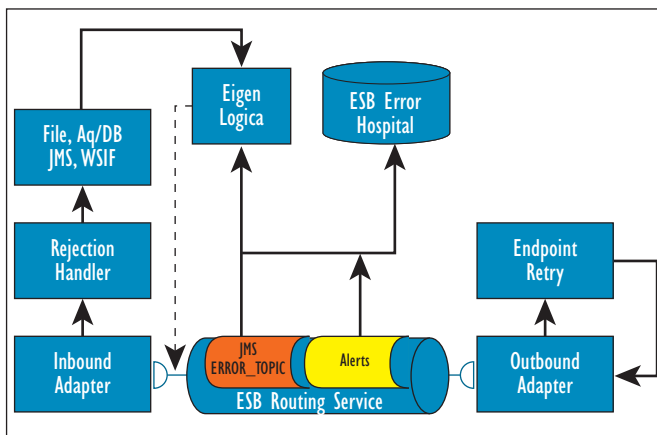 Eigen
Logica
ESB Error
Hospital
File, Aq/DB
JMS, WSIF
Rejection
Handler
Endpoint
Retry
Inbound
Adapter
JMS
ERROR_TOPIC
Alerts
ESB Routing Service
Outbound
Adapter